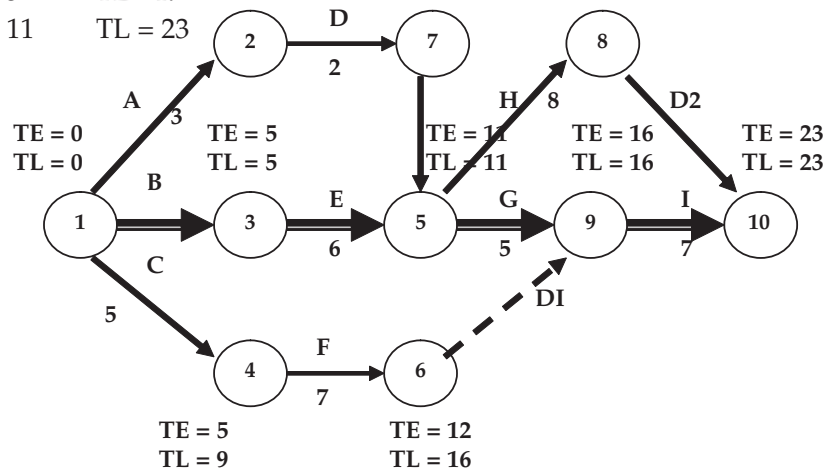 11 TL = 23
D
2 7 8
2
A
3
H 8
D2
TE = 0 TE = 5 TE = 11 TE = 16 TE = 23
TL = 0 TL = 5 TL = 11 TL = 16 TL = 23
B
E G I
1 3 5 9 10
6 5 7
C
5
DI
F
4 6
7
TE = 5 TE = 12
TL = 9 TL = 16